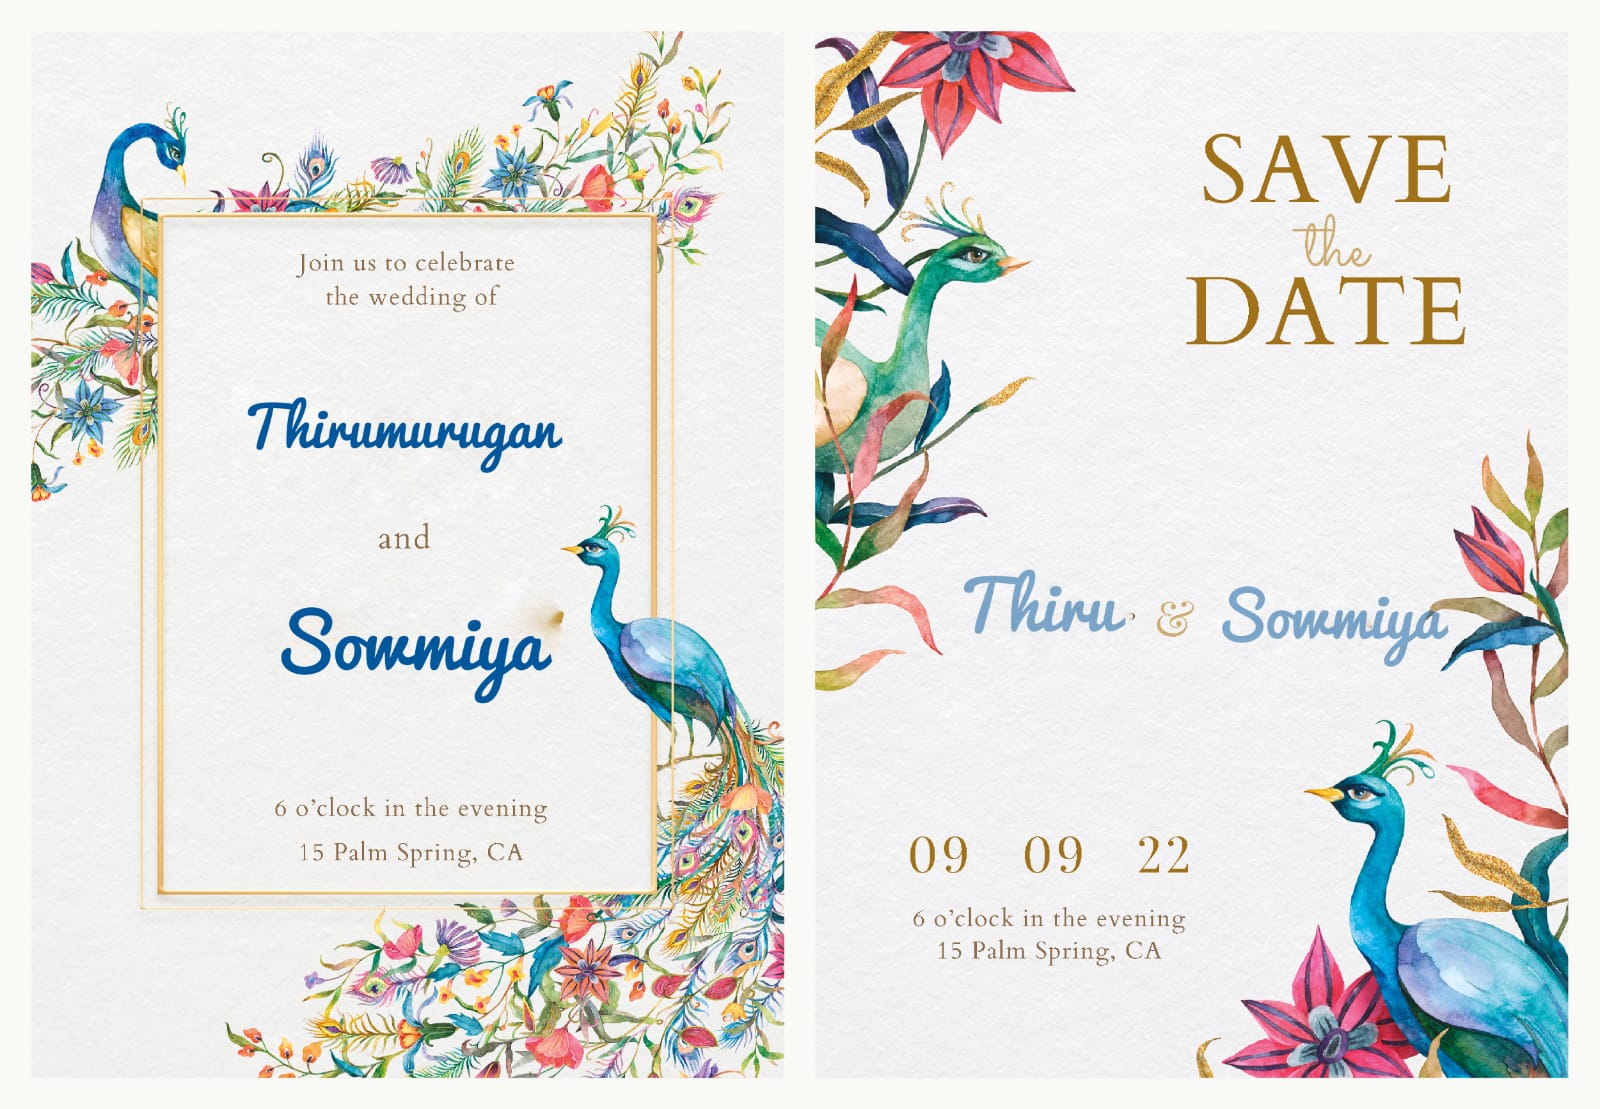 Join us to celebrate
the wedding of
Thirumurugan
and
Sowmiya
6 o’clock in the evening
15 Palm Spring, CA
SAVE
the
DATE
Thiru & Sowmiya
09 09 22
6 o’clock in the evening
15 Palm Spring, CA